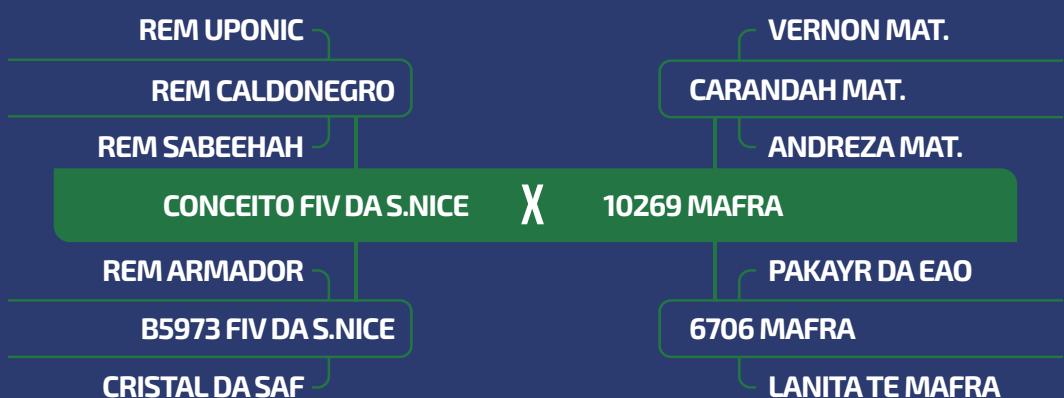 REM UPONIC
VERNON MAT.
REM CALDONEGRO
CARANDAH MAT.
REM SABEEHAH
ANDREZA MAT.
CONCEITO FIV DA S.NICE X 10269 MAFRA
REM ARMADOR
PAKAYR DA EAO
B5973 FIV DA S.NICE
6706 MAFRA
CRISTAL DA SAF
LANITA TE MAFRA